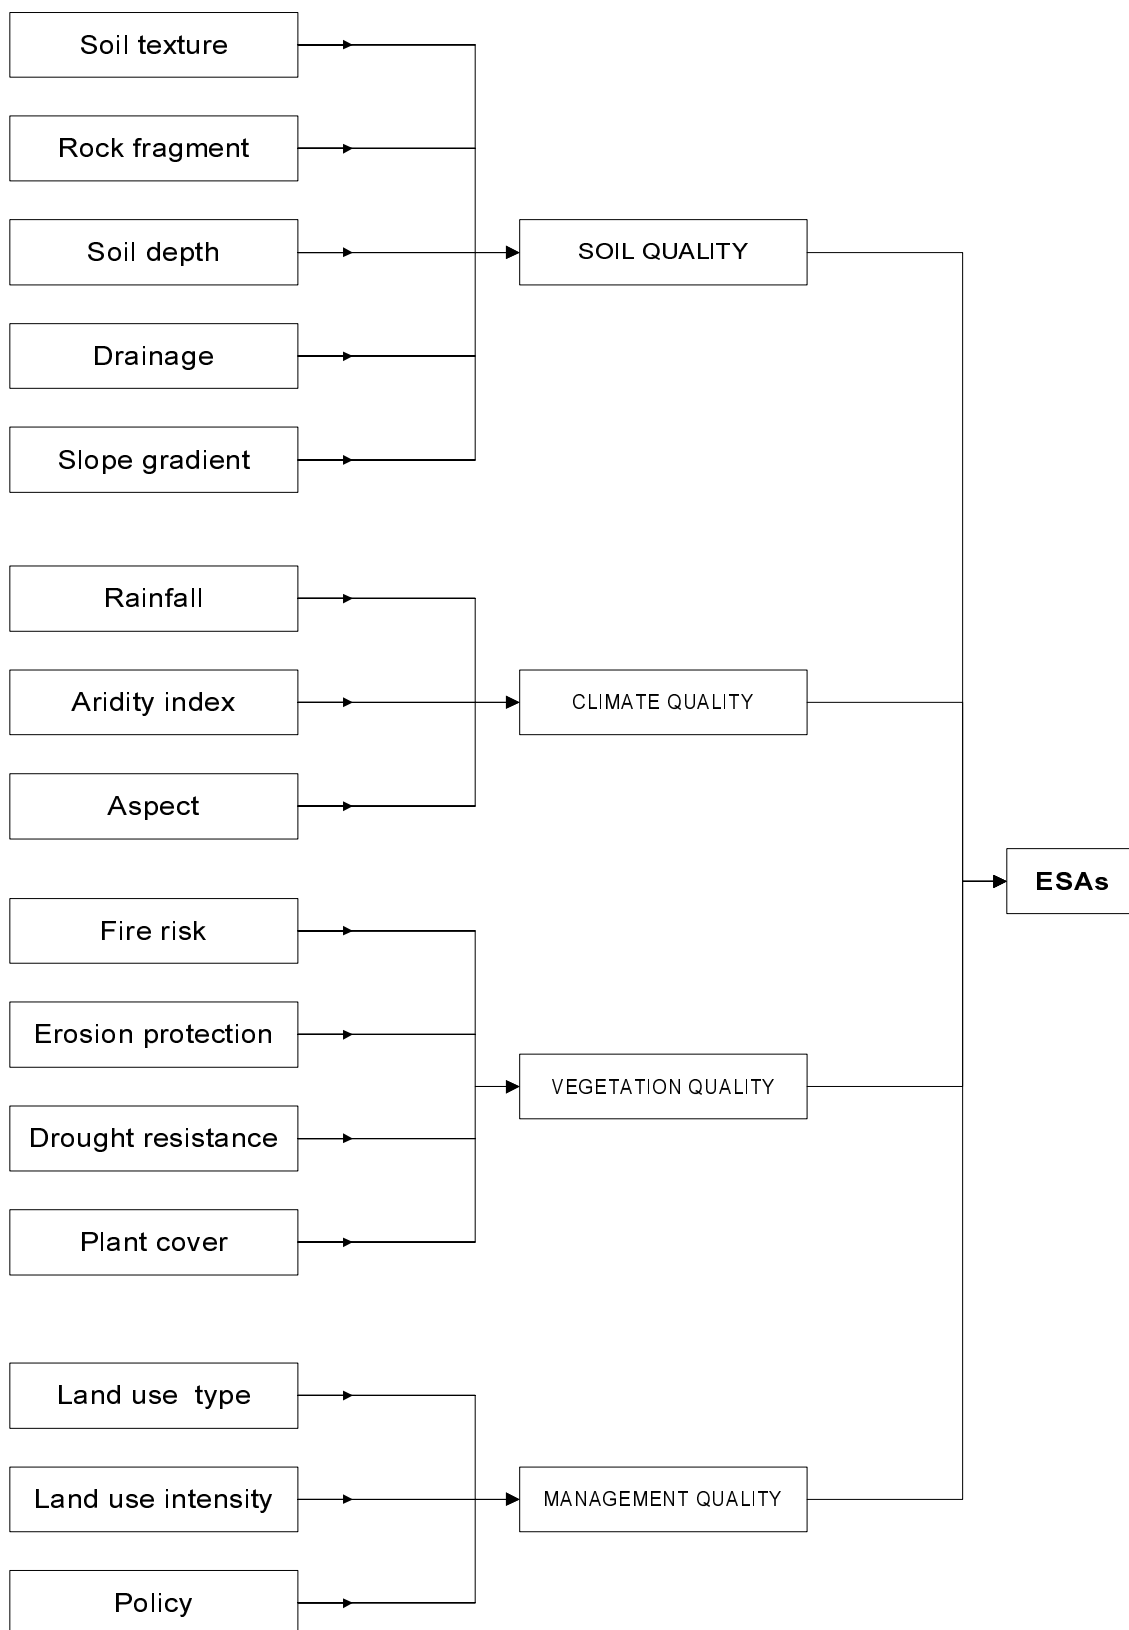 Soil texture
Rock fragment
Soil depth
Drainage
Slope gradient
SOIL QUALITY
Rainfall
Aridity index
Aspect
CLIMATE QUALITY
Fire risk
Erosion protection
Drought resistance
Plant cover
VEGETATION QUALITY
Land use type
Land use intensity
Policy
MANAGEMENT QUALITY
ESAs